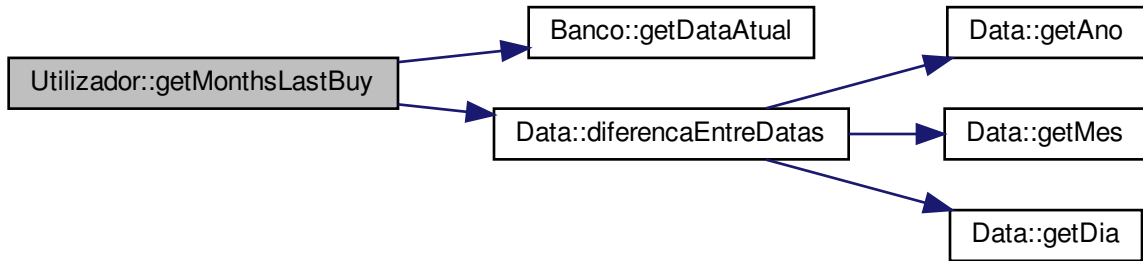 Utilizador::getMonthsLastBuy
Banco::getDataAtual
Data::diferencaEntreDatas
Data::getAno
Data::getMes
Data::getDia